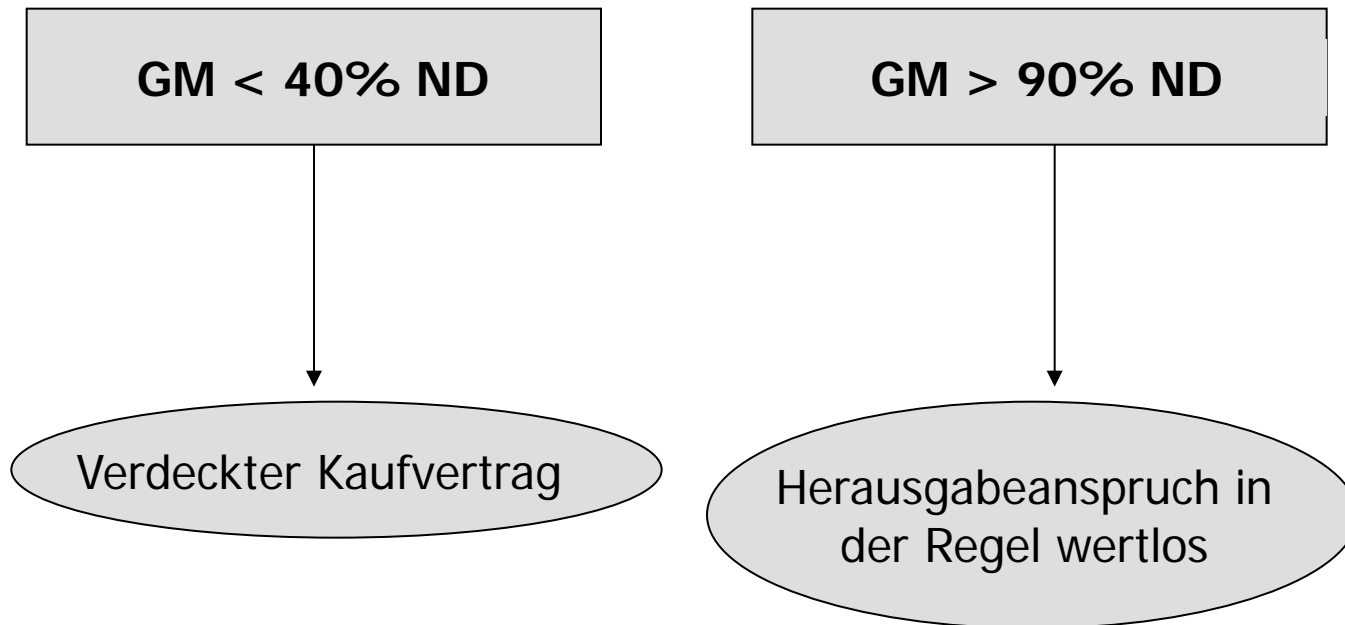 GM < 40% ND
GM > 90% ND
Verdeckter Kaufvertrag
Herausgabeanspruch in
der Regel wertlos